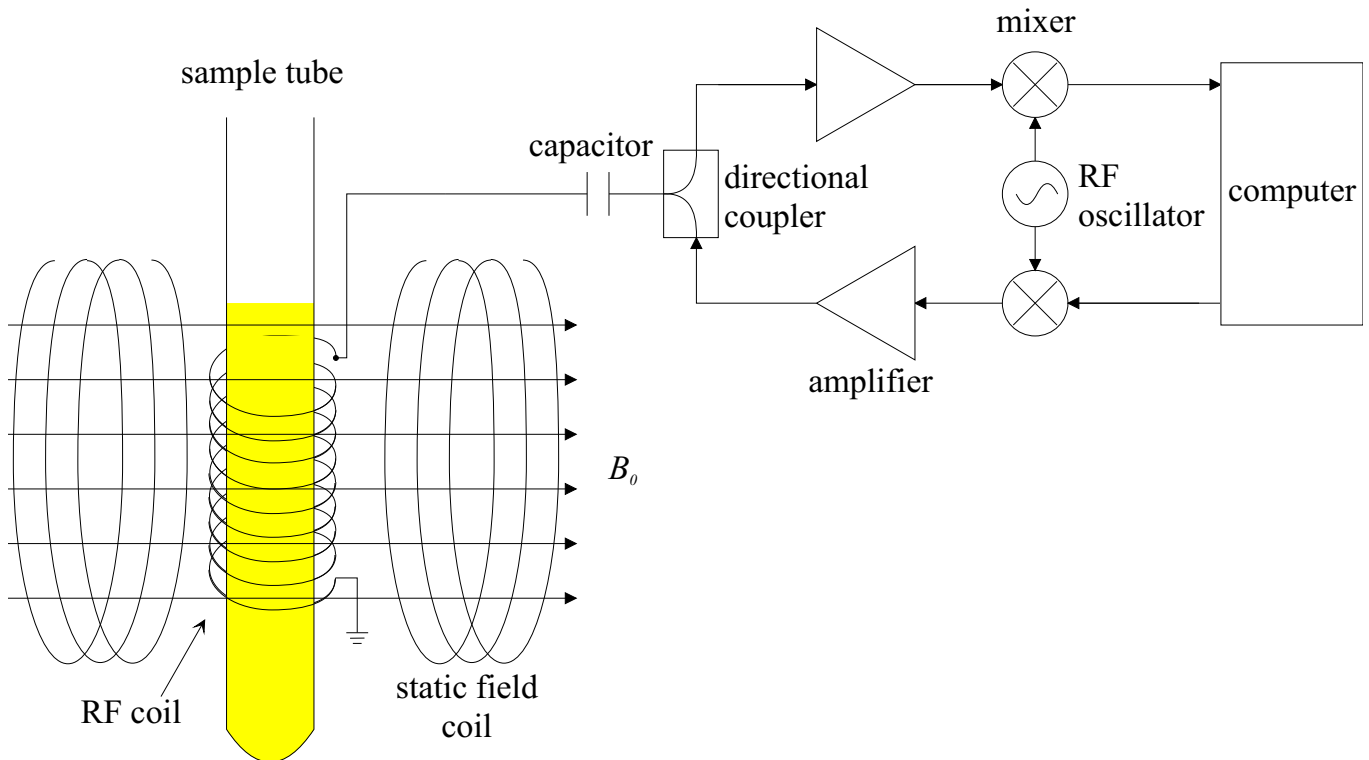 mixer
sample tube
capacitor
directional
coupler
RF
oscillator
computer
amplifier
B₀
static field
coil
RF coil